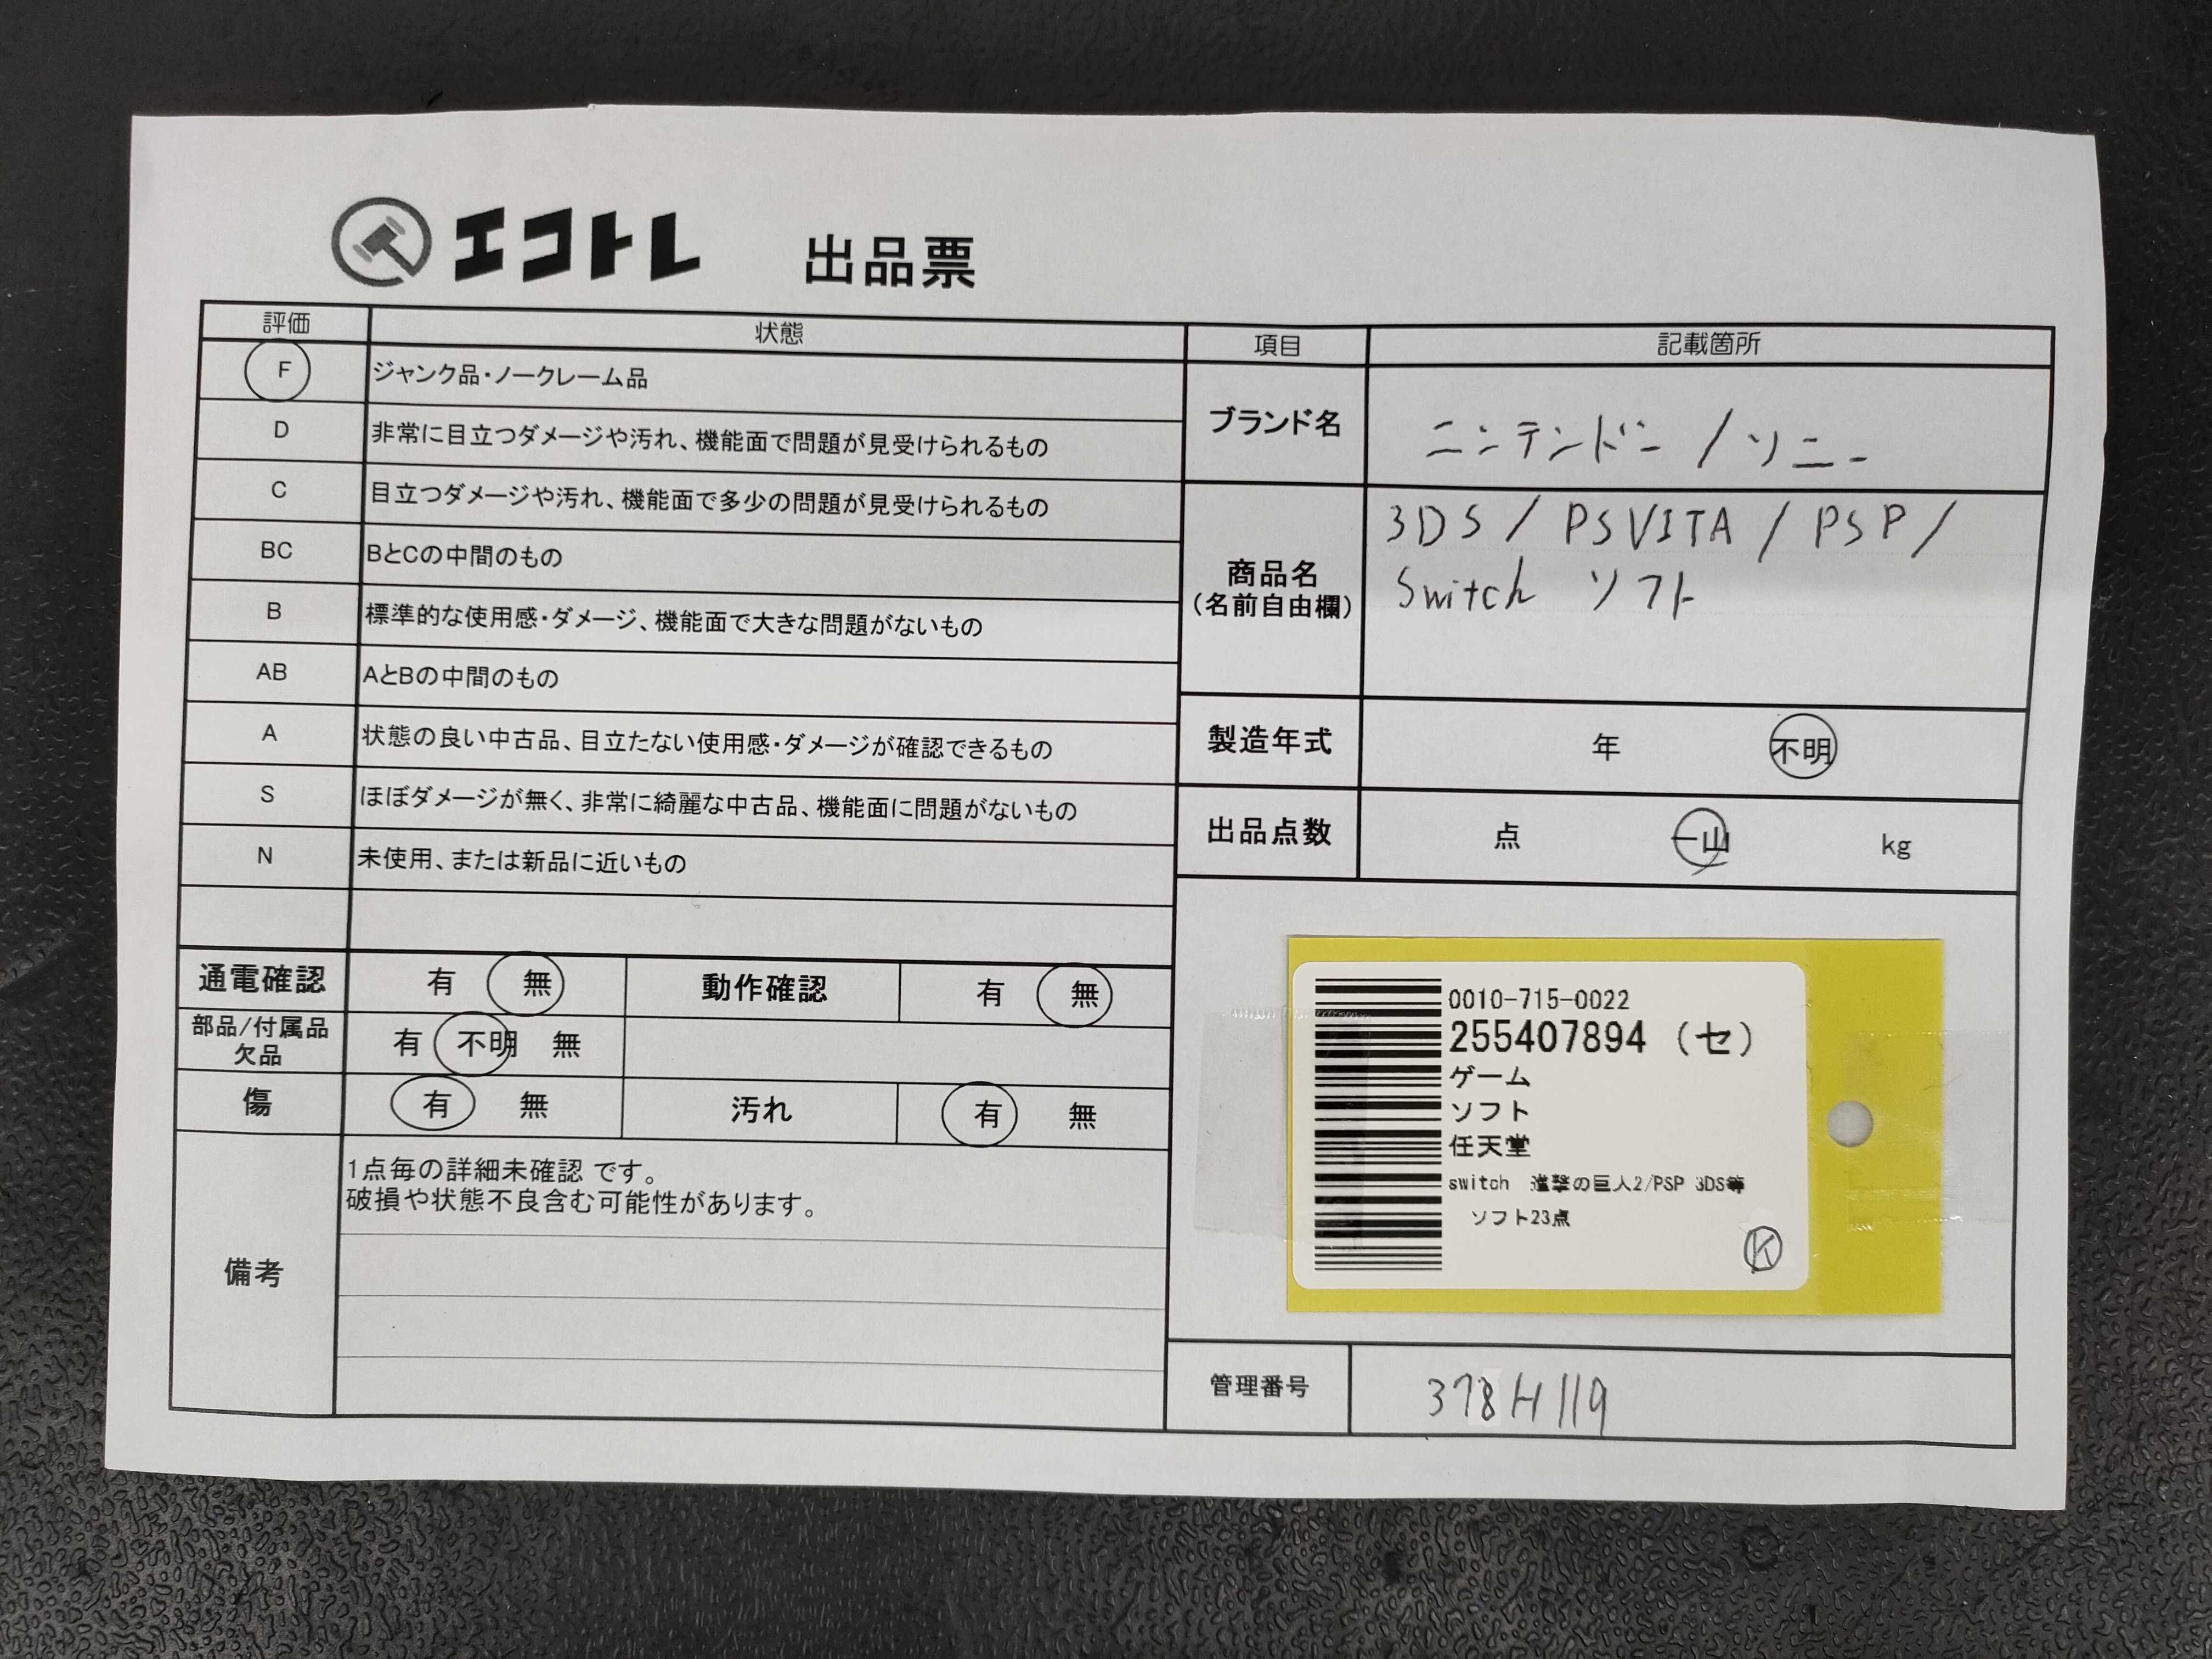 エコトレ 出品票
評価 状態
F ジャンク品・ノークレーム品
D 非常に目立つダメージや汚れ、機能面で問題が見受けられるもの
C 目立つダメージや汚れ、機能面で多少の問題が見受けられるもの
BC BとCの中間のもの
B 標準的な使用感・ダメージ、機能面で大きな問題がないもの
AB AとBの中間のもの
A 状態の良い中古品、目立たない使用感・ダメージが確認できるもの
S ほぼダメージが無く、非常に綺麗な中古品、機能面に問題がないもの
N 未使用、または新品に近いもの
通電確認 有 無 動作確認 有 無
部品/付属品
欠品 有 不明 無
傷 有 無 汚れ 有 無
備考
1点毎の詳細未確認 です。
破損や状態不良含む可能性があります。
項目 記載箇所
ブランド名 ニンテンドー / ソニー
商品名
(名前自由欄)
3DS / PSVITA / PSP /
Switch ソフト
製造年式 年 不明
出品点数 点 一山 kg
0010-715-0022
255407894 (セ)
ゲーム
ソフト
任天堂
switch 進撃の巨人2/PSP 3DS等
ソフト23点
K
管理番号 378H119